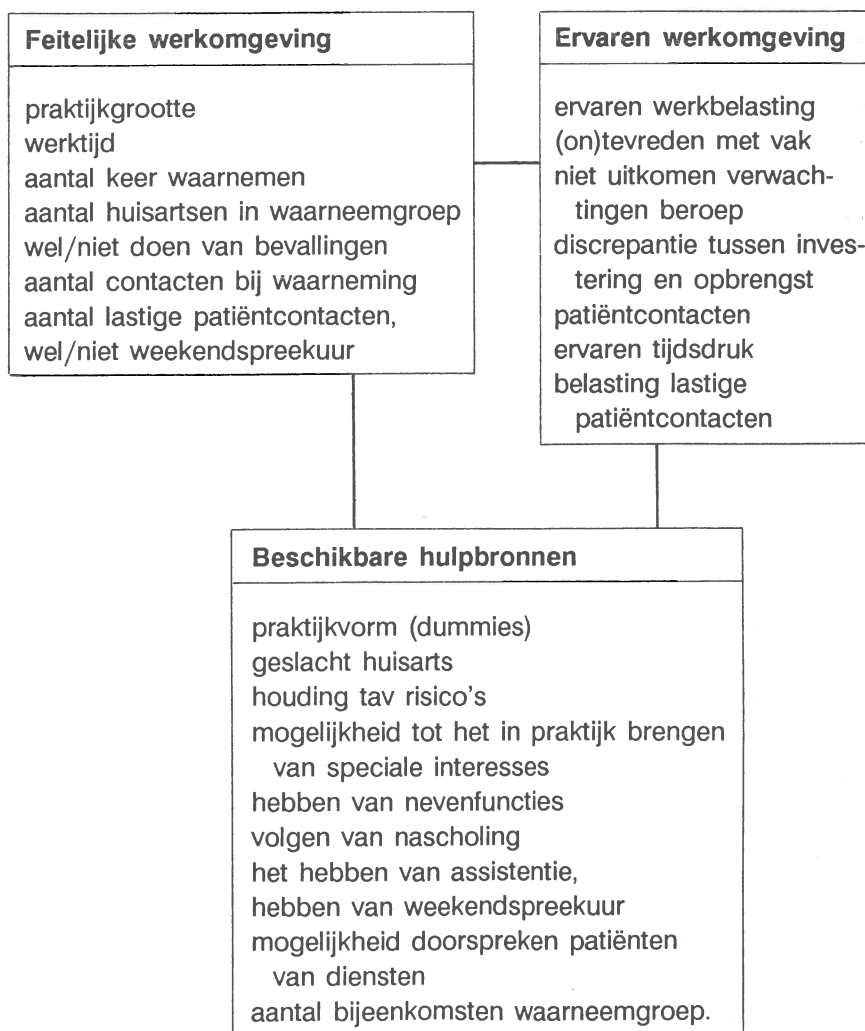 Feitelijke werkomgeving
praktijkgrootte
werktijd
aantal keer waarnemen
aantal huisartsen in waarneemgroep
wel/niet doen van bevallingen
aantal contacten bij waarneming
aantal lastige patiëntcontacten,
wel/niet weekendspreekuur
Ervaren werkomgeving
ervaren werkbelasting
(on)tevreden met vak
niet uitkomen verwach-
tingen beroep
discrepantie tussen inves-
tering en opbrengst
patiëntcontacten
ervaren tijdsdruk
belasting lastige
patiëntcontacten
Beschikbare hulpbronnen
praktijkvorm (dummies)
geslacht huisarts
houding tav risico's
mogelijkheid tot het in praktijk brengen
van speciale interesses
hebben van nevenfuncties
volgen van nascholing
het hebben van assistentie,
hebben van weekendspreekuur
mogelijkheid doorspreken patiënten
van diensten
aantal bijeenkomsten waarneemgroep.